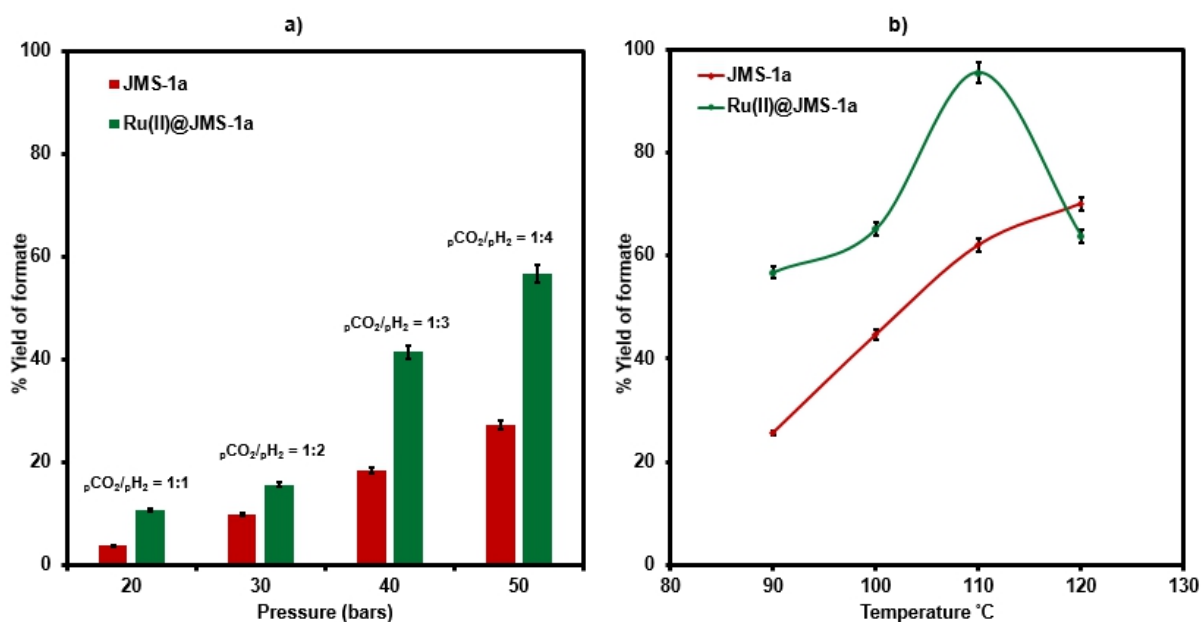 a)
% Yield of formate
100
80
60
40
20
0
JMS-1a
Ru(II)@JMS-1a
pCO₂/pH₂ = 1:1
pCO₂/pH₂ = 1:2
pCO₂/pH₂ = 1:3
pCO₂/pH₂ = 1:4
20 30 40 50
Pressure (bars)
b)
% Yield of formate
100
80
60
40
20
0
JMS-1a
Ru(II)@JMS-1a
80 90 100 110 120 130
Temperature °C